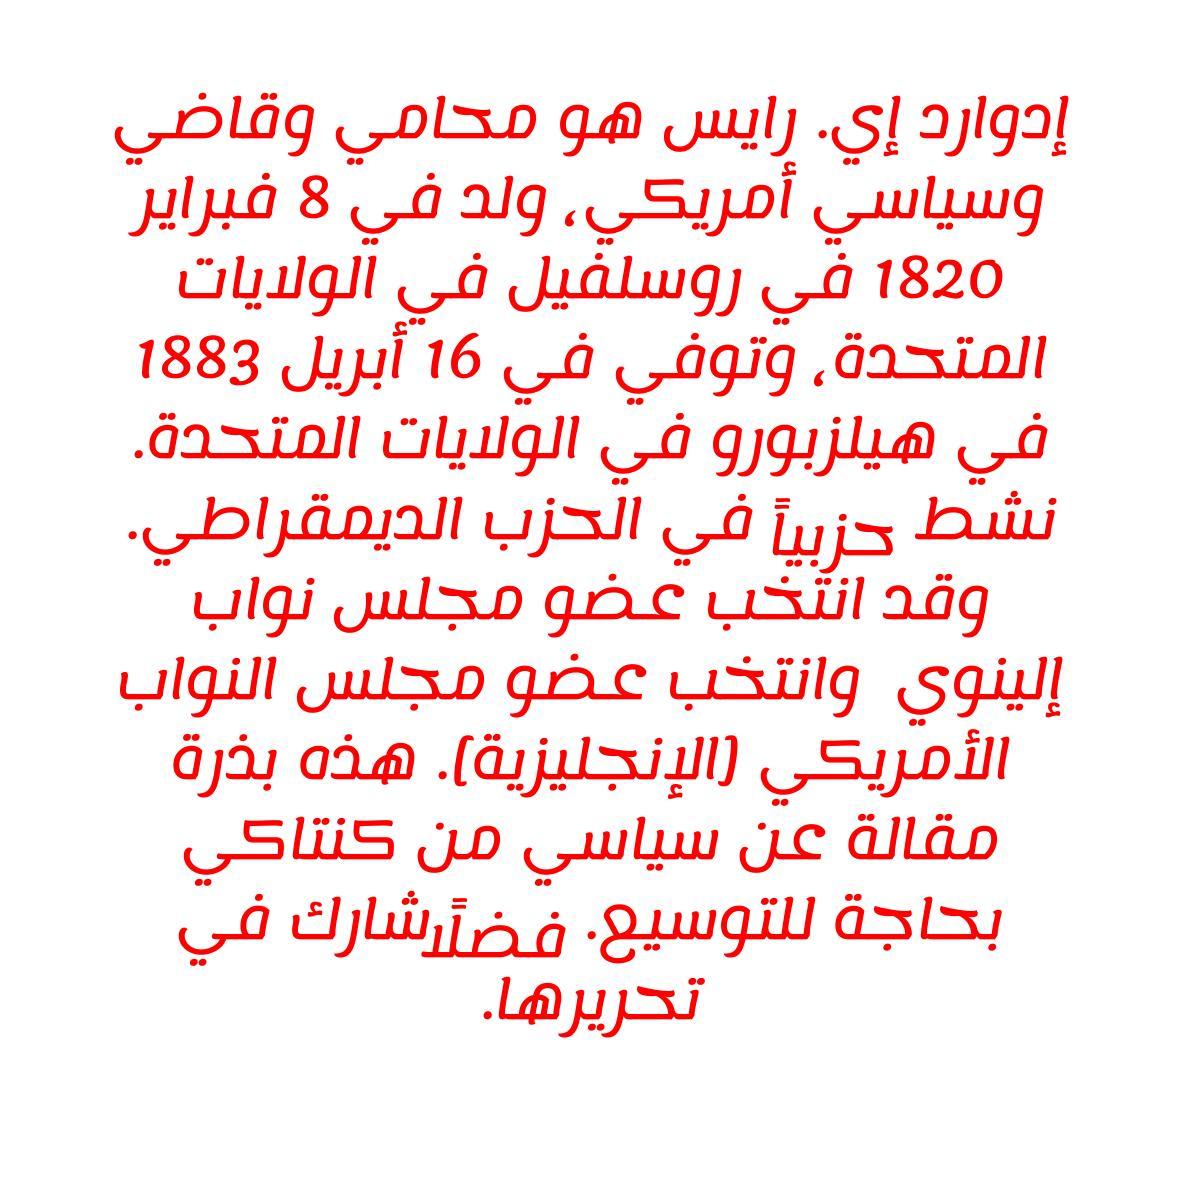 إدوارد إي. رايس هو محامي وقاضي
وسياسي أمريكي، ولد في 8 فبراير
1820 في روسلفيل في الولايات
المتحدة، وتوفي في 16 أبريل 1883
في هيلزبورو في الولايات المتحدة.
نشط حزبياً في الحزب الديمقراطي.
وقد انتخب عضو مجلس نواب
إلينوي  وانتخب عضو مجلس النواب
الأمريكي (الإنجليزية). هذه بذرة
مقالة عن سياسي من كنتاكي
بحاجة للتوسيع. فضلًا شارك في
تحريرها.